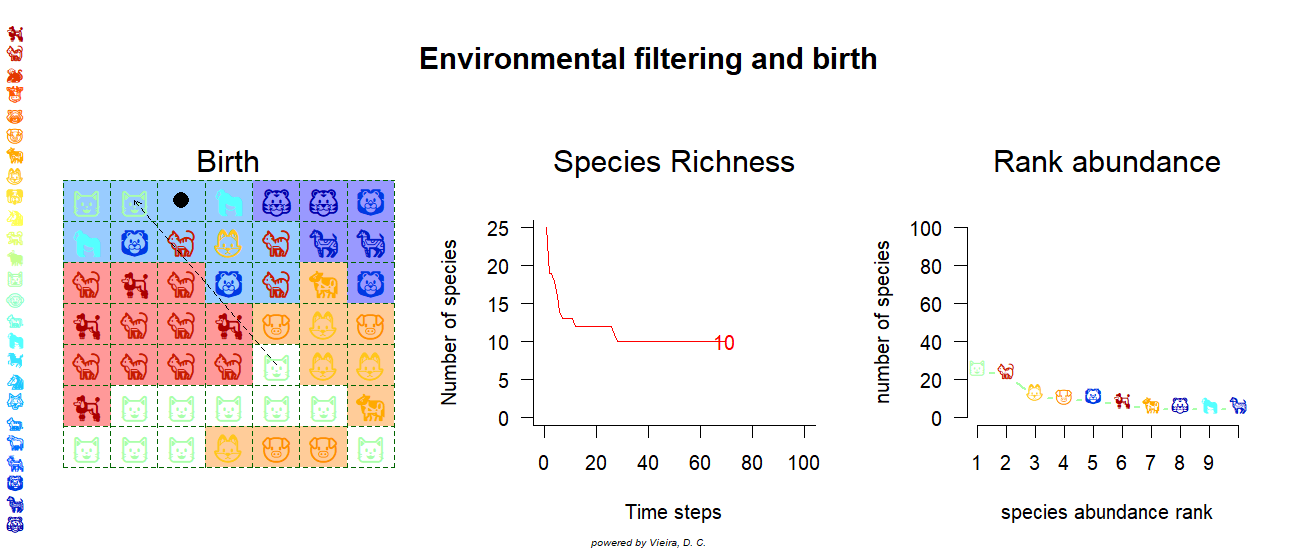 Environmental filtering and birth
Birth
Species Richness
Number of species
25
20
15
10
5
0
10
0 20 40 60 80 100
Time steps
Rank abundance
number of species
100
80
60
40
20
0
1 2 3 4 5 6 7 8 9
species abundance rank
powered by Vieira, D. C.